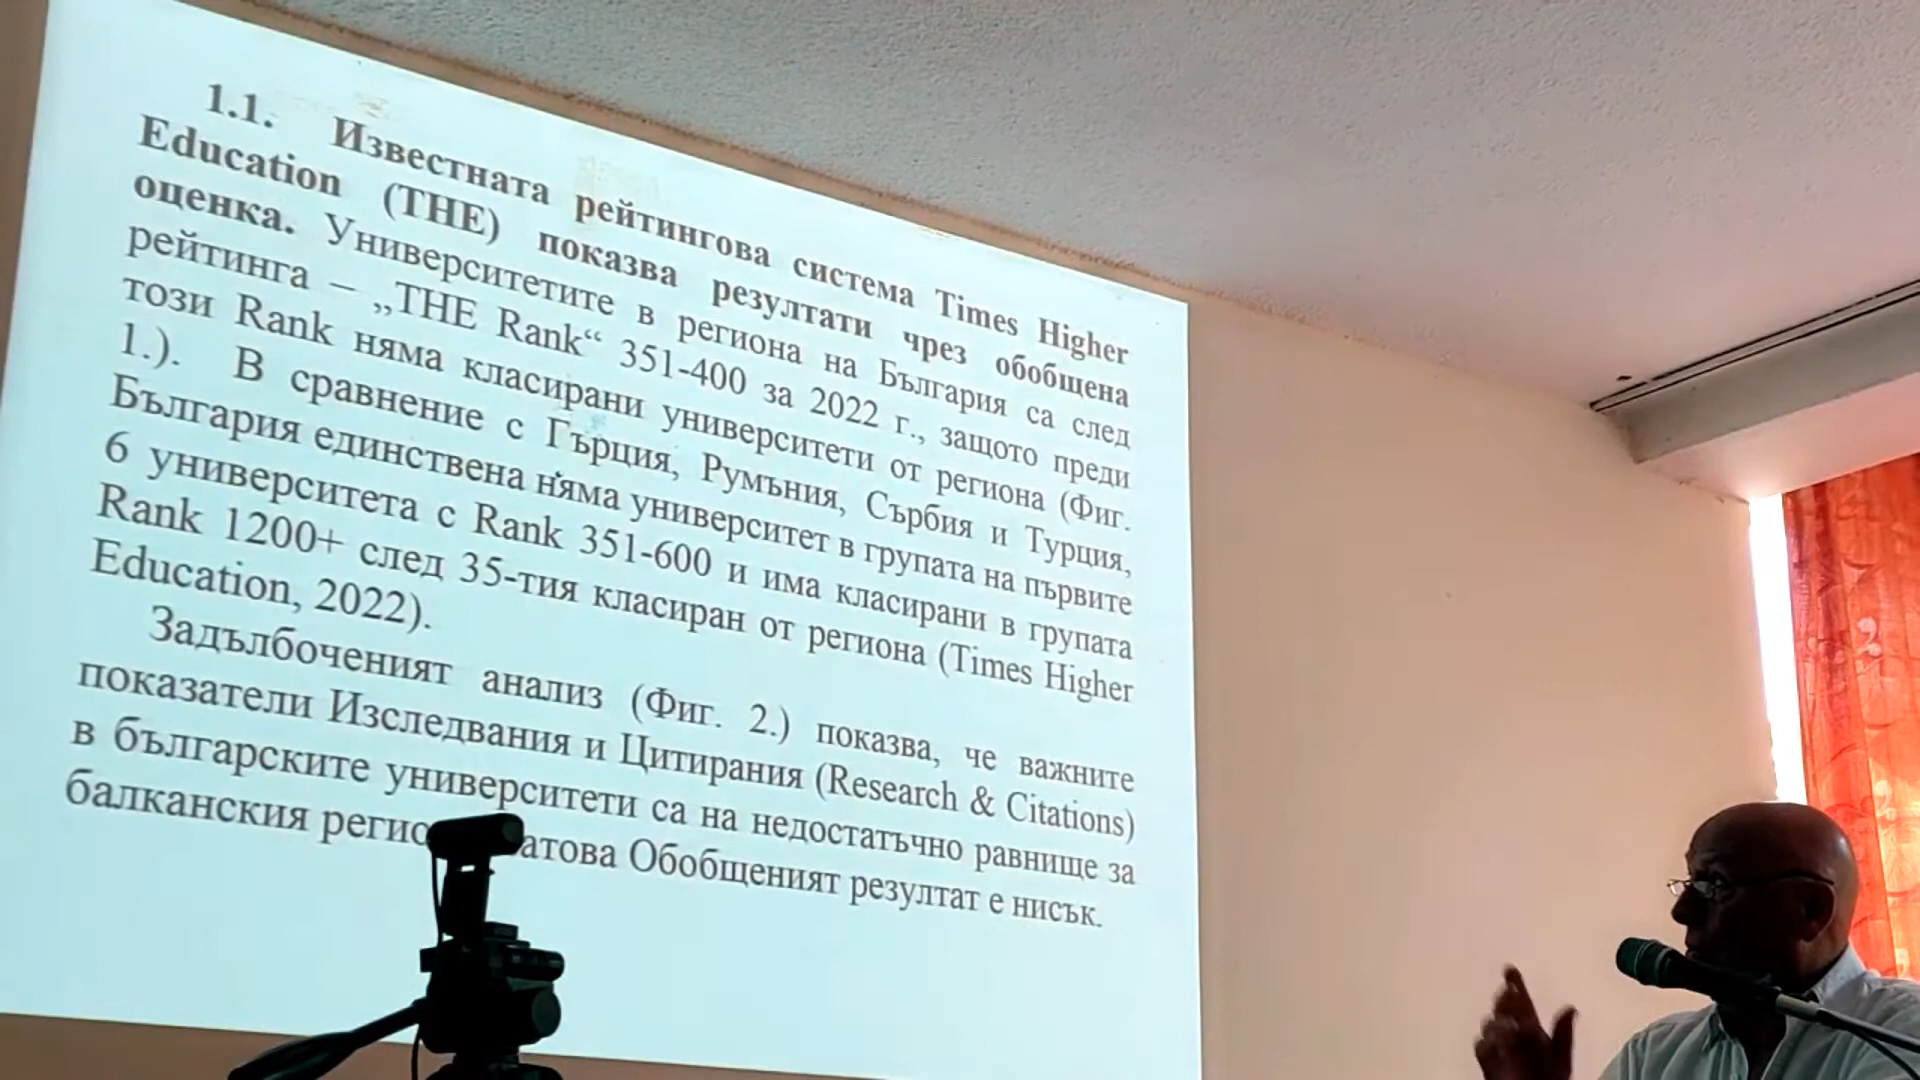 1.1. Известната рейтингова система Times Higher
Education (THE) показва резултати чрез обобщена
оценка. Университетите в региона на България са след
рейтинга – „THE Rank“ 351-400 за 2022 г., защото преди
този Rank няма класирани университети от региона (Фиг.
1.). В сравнение с Гърция, Румъния, Сърбия и Турция,
България единствена няма университет в групата на първите
6 университета с Rank 351-600 и има класирани в групата
Rank 1200+ след 35-тия класиран от региона (Times Higher
Education, 2022).
Задълбоченият анализ (Фиг. 2.) показва, че важните
показатели Изследвания и Цитирания (Research & Citations)
в българските университети са на недостатъчно равнище за
балканския Обобщеният резултат е нисък.